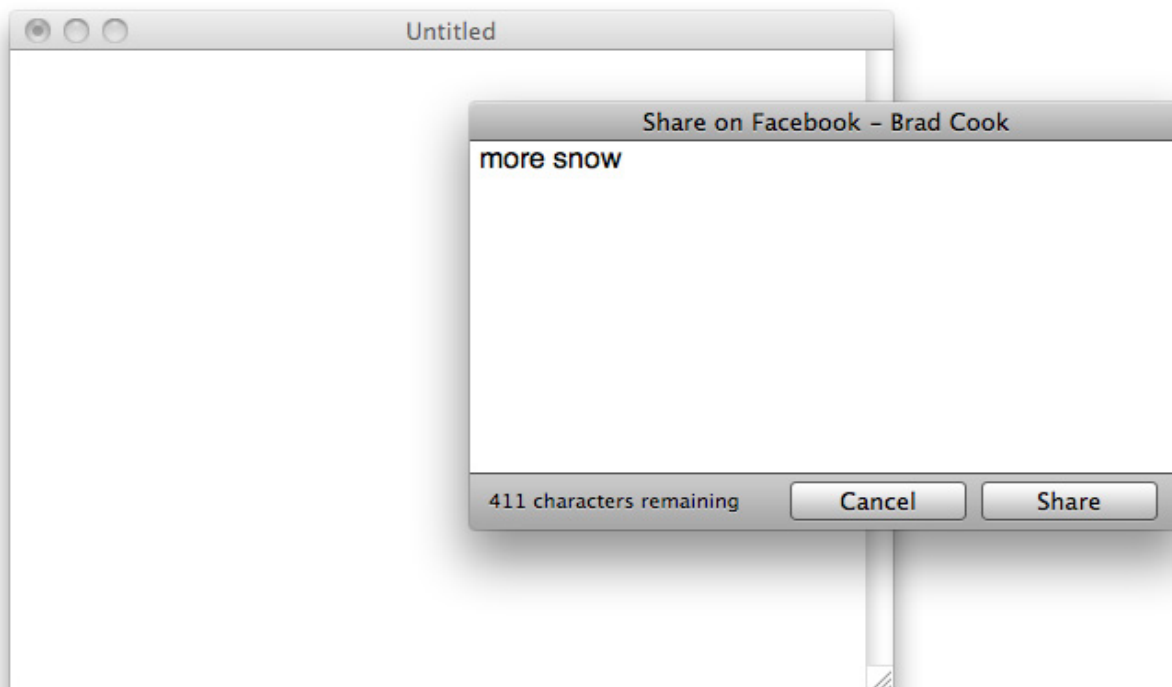 Untitled
Share on Facebook – Brad Cook
more snow
411 characters remaining
Cancel
Share